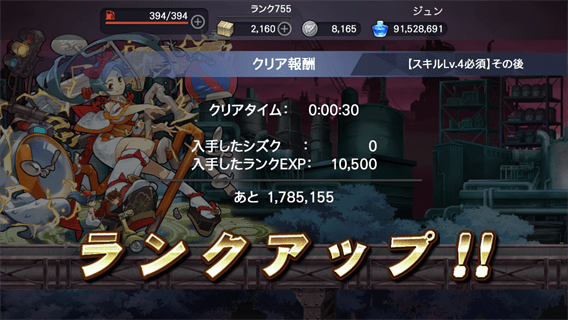 394/394
ランク755
2,160
8,165
ジュン
91,528,691
クリア報酬
【スキルLv.4必須】その後
クリアタイム: 0:00:30
入手したシズク : 0
入手したランクEXP: 10,500
あと 1,785,155
ランクアップ!!